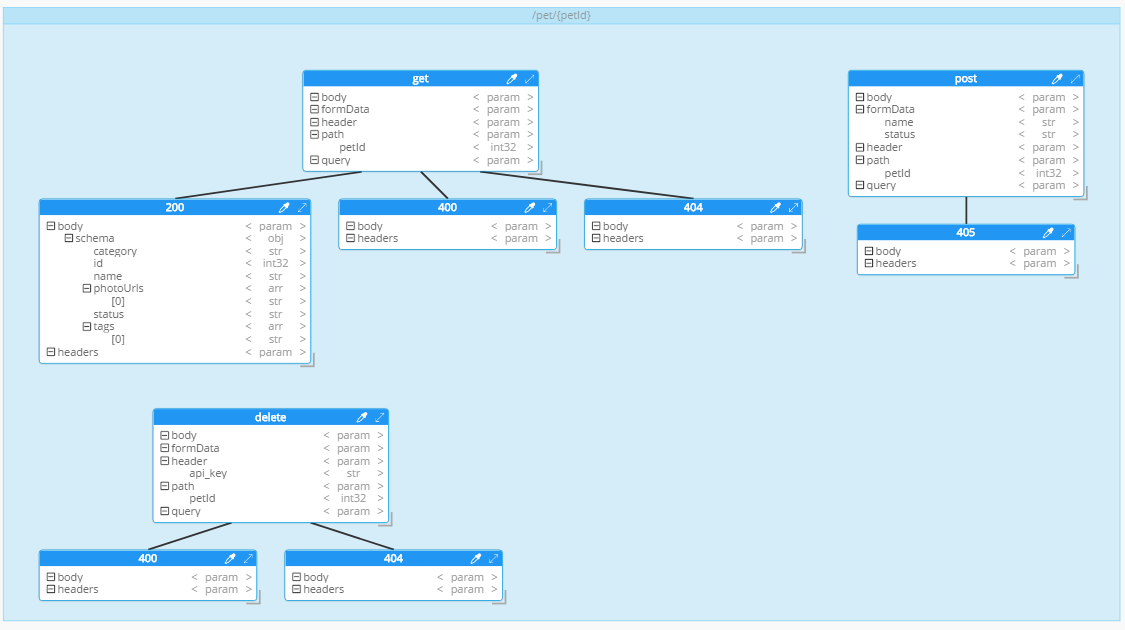 /pet/{petId}
get
body < param >
formData < param >
header < param >
path < param >
petId < int32 >
query < param >
post
body < param >
formData < param >
name < str >
status < str >
header < param >
path < param >
petId < int32 >
query < param >
200
body < param >
schema < obj >
category < str >
id < int32 >
name < str >
photoUrls < arr >
[0] < str >
status < str >
tags < arr >
[0] < str >
headers < param >
400
body < param >
headers < param >
404
body < param >
headers < param >
405
body < param >
headers < param >
delete
body < param >
formData < param >
header < param >
api_key < str >
path < param >
petId < int32 >
query < param >
400
body < param >
headers < param >
404
body < param >
headers < param >